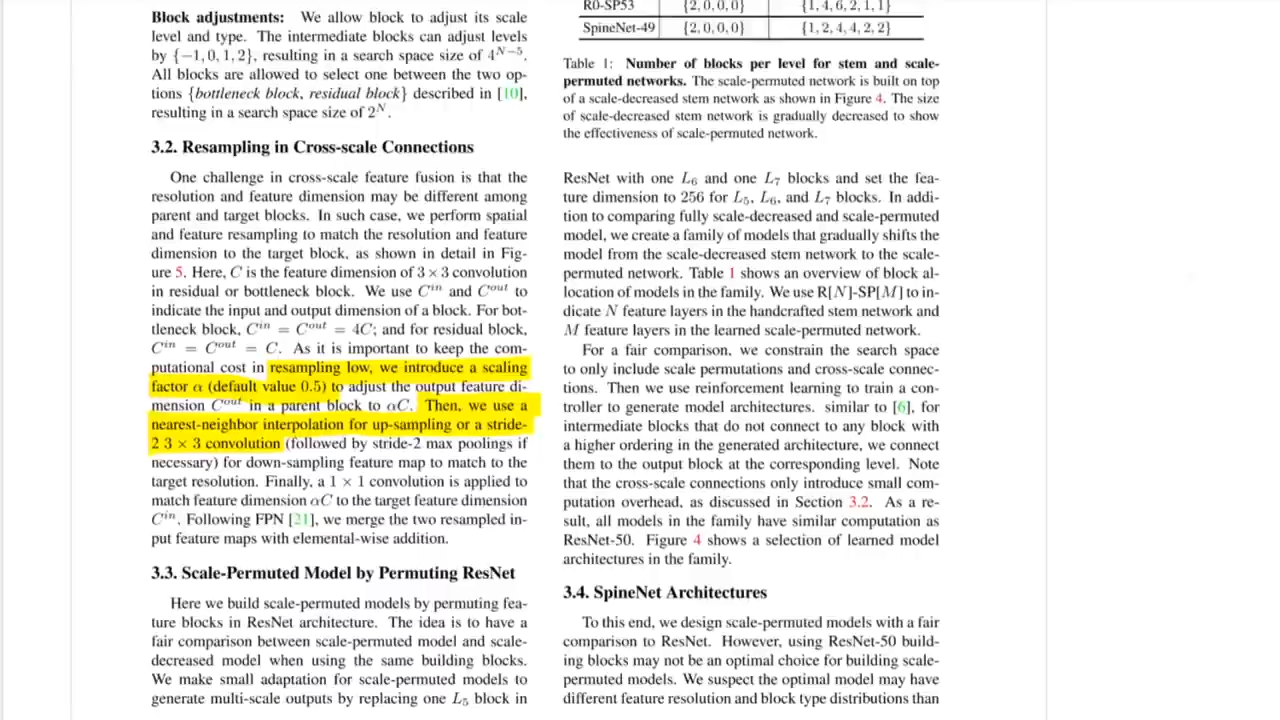 Block adjustments: We allow block to adjust its scale
level and type. The intermediate blocks can adjust levels
by {−1, 0, 1, 2}, resulting in a search space size of 4^{N−5}.
All blocks are allowed to select one between the two op-
tions {bottleneck block, residual block} described in [10],
resulting in a search space size of 2^N.
3.2. Resampling in Cross-scale Connections
One challenge in cross-scale feature fusion is that the
resolution and feature dimension may be different among
parent and target blocks. In such case, we perform spatial
and feature resampling to match the resolution and feature
dimension to the target block, as shown in detail in Fig-
ure 5. Here, C is the feature dimension of 3 × 3 convolution
in residual or bottleneck block. We use C^{in} and C^{out} to
indicate the input and output dimension of a block. For bot-
tleneck block, C^{in} = C^{out} = 4C; and for residual block,
C^{in} = C^{out} = C. As it is important to keep the com-
putational cost in resampling low, we introduce a scaling
factor α (default value 0.5) to adjust the output feature di-
mension C^{out} in a parent block to αC. Then, we use a
nearest-neighbor interpolation for up-sampling or a stride-
2 3 × 3 convolution (followed by stride-2 max poolings if
necessary) for down-sampling feature map to match to the
target resolution. Finally, a 1 × 1 convolution is applied to
match feature dimension αC to the target feature dimension
C^{in}. Following FPN [21], we merge the two resampled in-
put feature maps with elemental-wise addition.
3.3. Scale-Permuted Model by Permuting ResNet
Here we build scale-permuted models by permuting fea-
ture blocks in ResNet architecture. The idea is to have a
fair comparison between scale-permuted model and scale-
decreased model when using the same building blocks.
We make small adaptation for scale-permuted models to
generate multi-scale outputs by replacing one L_5 block in
R0-SP53 {2, 0, 0, 0} {1, 4, 6, 2, 1, 1}
SpineNet-49 {2, 0, 0, 0} {1, 2, 4, 4, 2, 2}
Table 1: Number of blocks per level for stem and scale-
permuted networks. The scale-permuted network is built on top
of a scale-decreased stem network as shown in Figure 4. The size
of scale-decreased stem network is gradually decreased to show
the effectiveness of scale-permuted network.
ResNet with one L_6 and one L_7 blocks and set the fea-
ture dimension to 256 for L_5, L_6, and L_7 blocks. In addi-
tion to comparing fully scale-decreased and scale-permuted
model, we create a family of models that gradually shifts the
model from the scale-decreased stem network to the scale-
permuted network. Table 1 shows an overview of block al-
location of models in the family. We use R[N]-SP[M] to in-
dicate N feature layers in the handcrafted stem network and
M feature layers in the learned scale-permuted network.
For a fair comparison, we constrain the search space
to only include scale permutations and cross-scale connec-
tions. Then we use reinforcement learning to train a con-
troller to generate model architectures. similar to [6], for
intermediate blocks that do not connect to any block with
a higher ordering in the generated architecture, we connect
them to the output block at the corresponding level. Note
that the cross-scale connections only introduce small com-
putation overhead, as discussed in Section 3.2. As a re-
sult, all models in the family have similar computation as
ResNet-50. Figure 4 shows a selection of learned model
architectures in the family.
3.4. SpineNet Architectures
To this end, we design scale-permuted models with a fair
comparison to ResNet. However, using ResNet-50 build-
ing blocks may not be an optimal choice for building scale-
permuted models. We suspect the optimal model may have
different feature resolution and block type distributions than